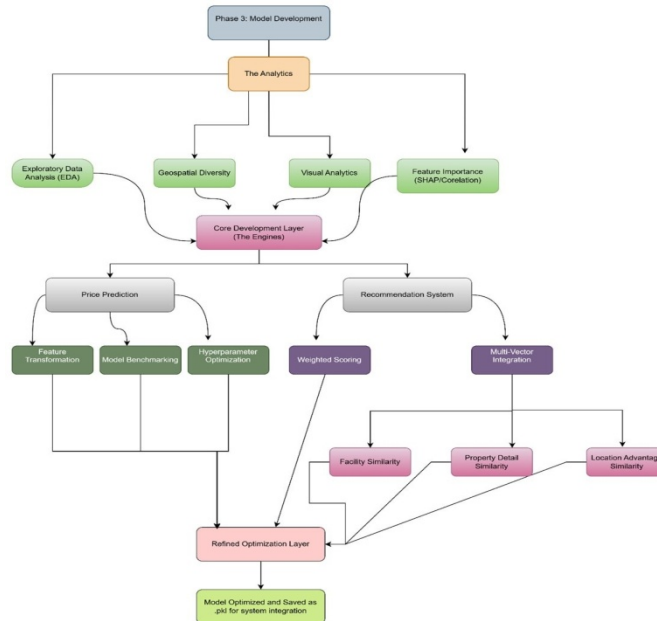 Phase 3: Model Development
The Analytics
Exploratory Data
Analysis (EDA)
Geospatial Diversity
Visual Analytics
Feature Importance
(SHAP/Corelation)
Core Development Layer
(The Engines)
Price Prediction
Recommendation System
Feature
Transformation
Model Benchmarking
Hyperparameter
Optimization
Weighted Scoring
Multi-Vector
Integration
Facility Similarity
Property Detail
Similarity
Location Advantag
Similarity
Refined Optimization Layer
Model Optimized and Saved as
.pkl for system integration